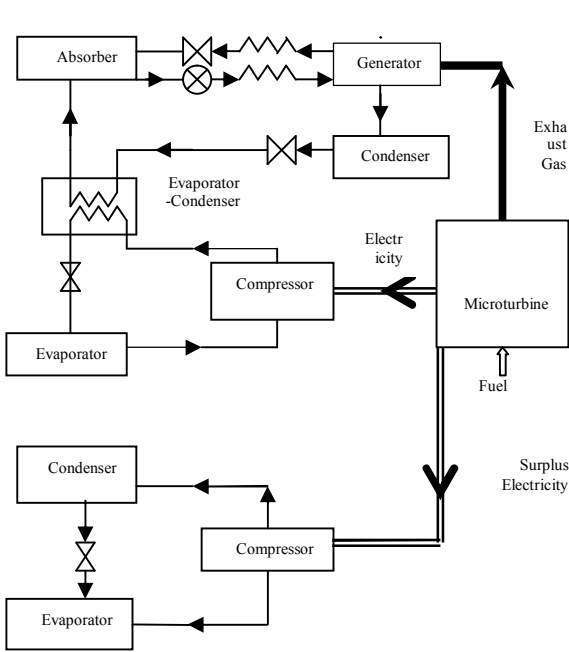 Absorber
Generator
Exha
ust
Gas
Condenser
Evaporator
-Condenser
Electr
icity
Compressor
Microturbine
Evaporator
Fuel
Condenser
Surplus
Electricity
Compressor
Evaporator